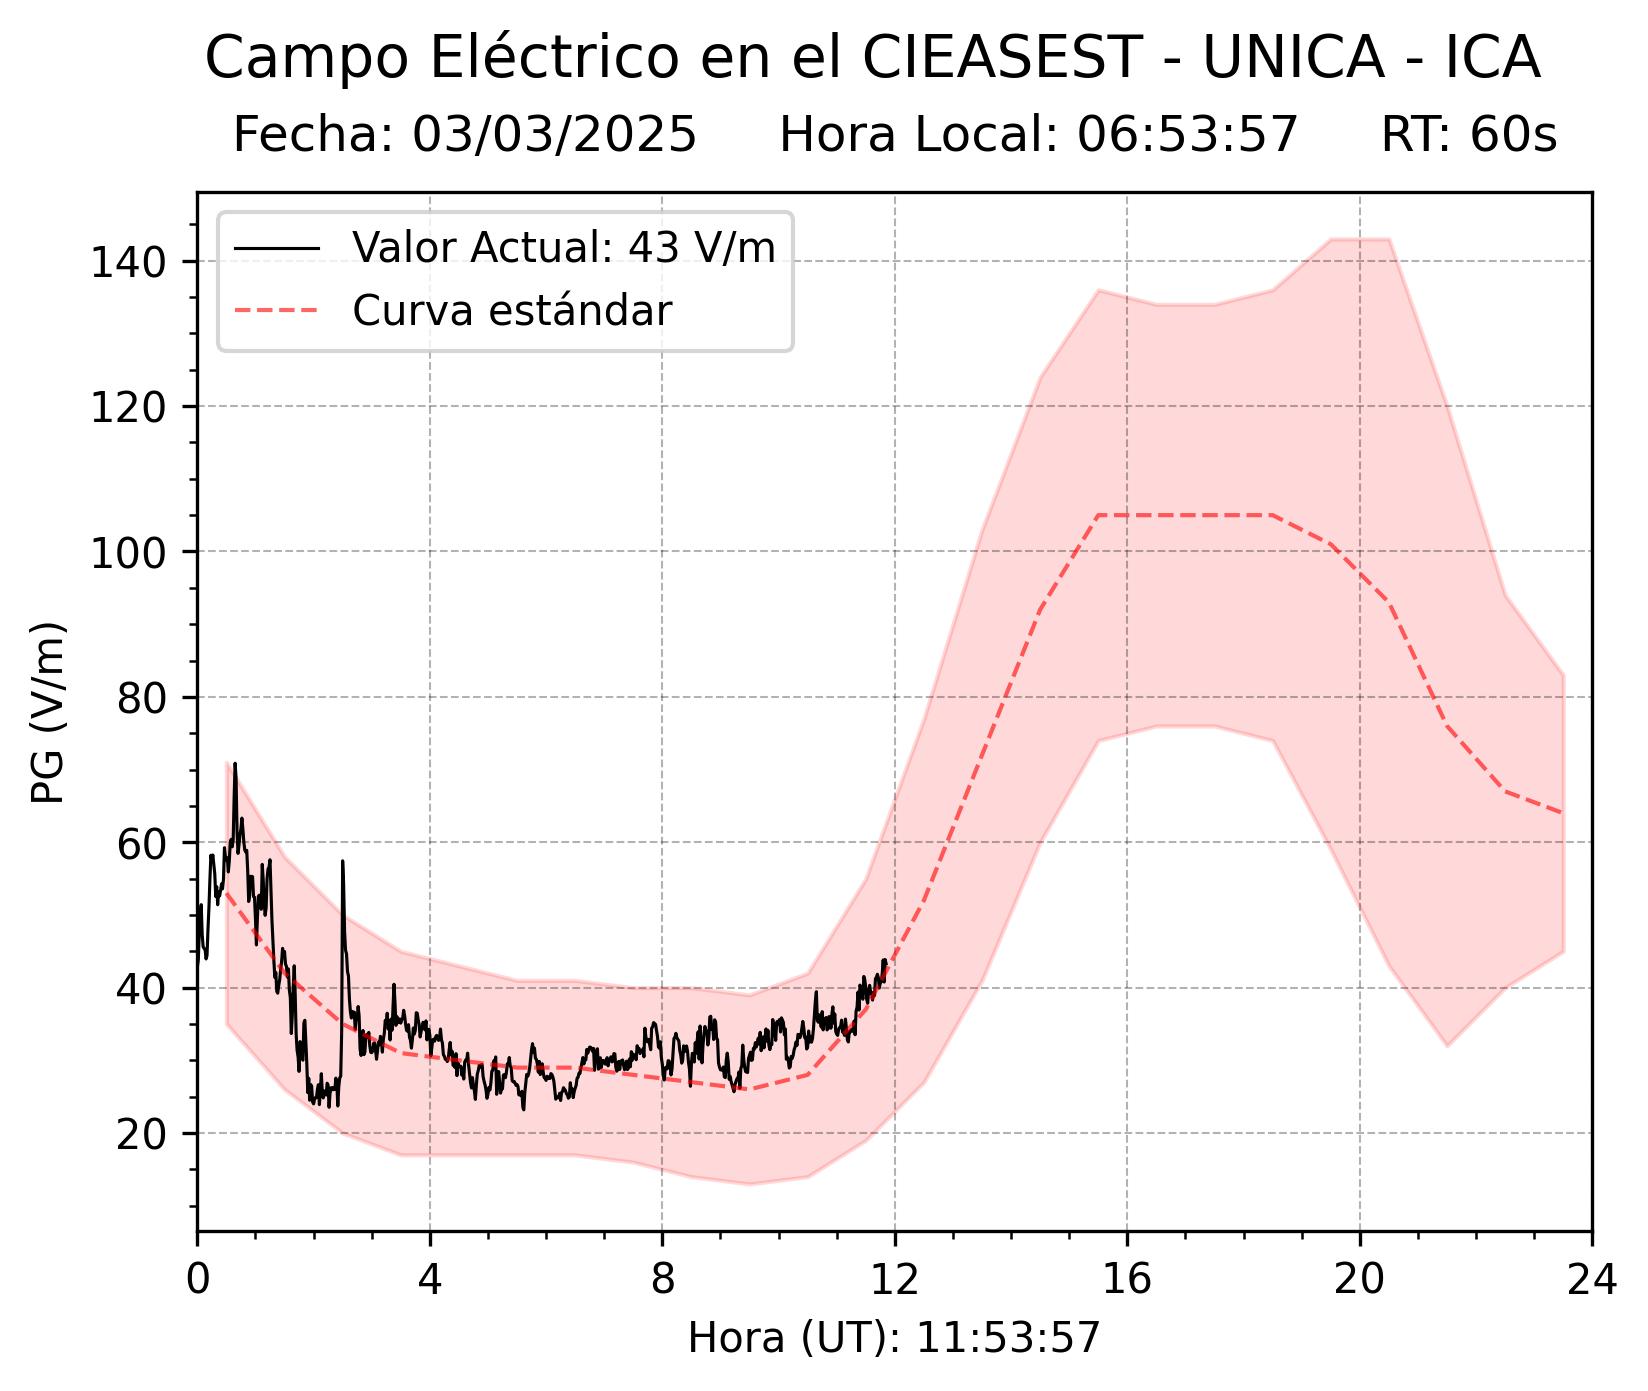 Campo Eléctrico en el CIEASEST - UNICA - ICA
Fecha: 03/03/2025 Hora Local: 06:53:57 RT: 60s
Valor Actual: 43 V/m
Curva estándar
140
120
100
80
60
40
20
PG (V/m)
0 4 8 12 16 20 24
Hora (UT): 11:53:57